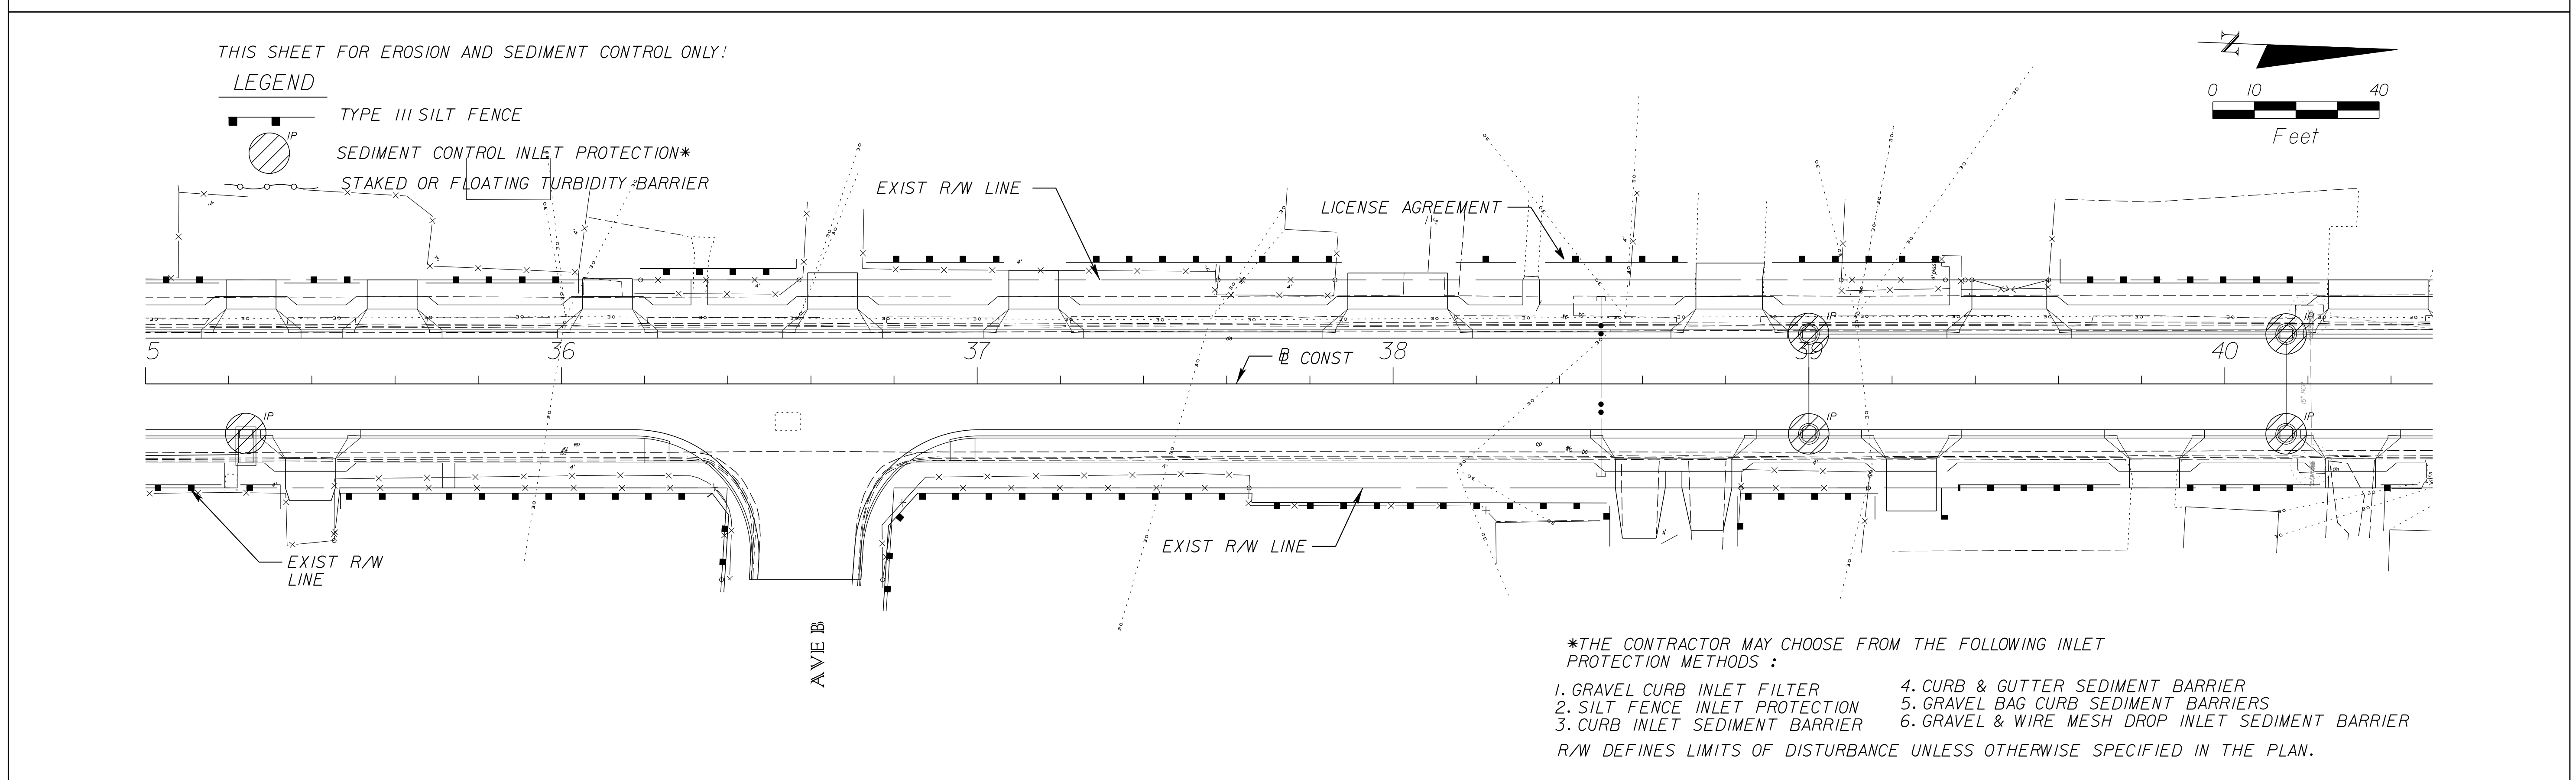 THIS SHEET FOR EROSION AND SEDIMENT CONTROL ONLY!
LEGEND
TYPE III SILT FENCE
IP
SEDIMENT CONTROL INLET PROTECTION*
STAKED OR FLOATING TURBIDITY BARRIER
N
0 10 40
Feet
EXIST R/W LINE
LICENSE AGREEMENT
IP
IP
5 36 37 38 39 40
BL CONST
IP
IP
IP
EXIST R/W
LINE
EXIST R/W LINE
AVE B
*THE CONTRACTOR MAY CHOOSE FROM THE FOLLOWING INLET
PROTECTION METHODS :
1. GRAVEL CURB INLET FILTER
2. SILT FENCE INLET PROTECTION
3. CURB INLET SEDIMENT BARRIER
4. CURB & GUTTER SEDIMENT BARRIER
5. GRAVEL BAG CURB SEDIMENT BARRIERS
6. GRAVEL & WIRE MESH DROP INLET SEDIMENT BARRIER
R/W DEFINES LIMITS OF DISTURBANCE UNLESS OTHERWISE SPECIFIED IN THE PLAN.